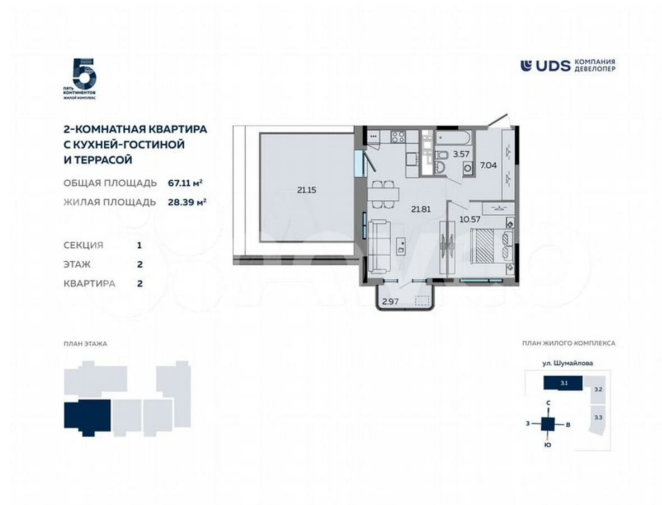 5
ПЯТЬ
КОНТИНЕНТОВ
ЖИЛОЙ КОМПЛЕКС
UDS КОМПАНИЯ
ДЕВЕЛОПЕР
2-КОМНАТНАЯ КВАРТИРА
С КУХНЕЙ-ГОСТИНОЙ
И ТЕРРАСОЙ
ОБЩАЯ ПЛОЩАДЬ 67.11 м²
ЖИЛАЯ ПЛОЩАДЬ 28.39 м²
СЕКЦИЯ 1
ЭТАЖ 2
КВАРТИРА 2
3.57
7.04
21.15
21.81
10.57
2.97
ПЛАН ЭТАЖА
ПЛАН ЖИЛОГО КОМПЛЕКСА
ул. Шумайлова
3.1
3.2
3.3
С
З
В
Ю